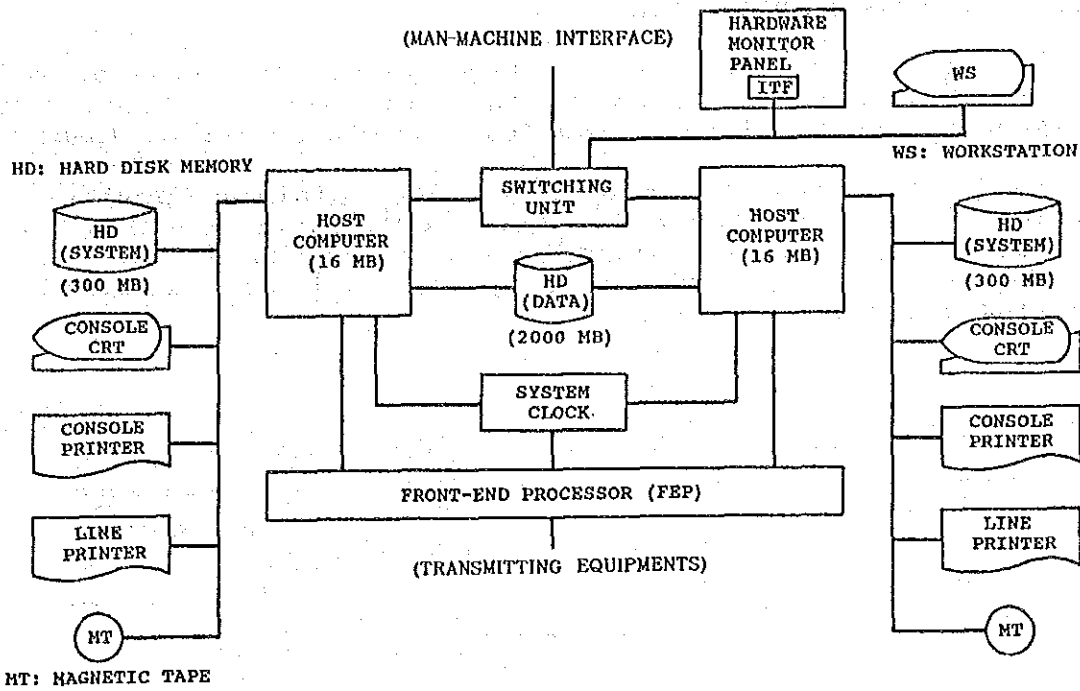 (MAN-MACHINE INTERFACE)
HARDWARE
MONITOR
PANEL
ITF
WS
HD: HARD DISK MEMORY
WS: WORKSTATION
HD
(SYSTEM)
(300 MB)
HOST
COMPUTER
(16 MB)
SWITCHING
UNIT
HOST
COMPUTER
(16 MB)
HD
(SYSTEM)
(300 MB)
HD
(DATA)
(2000 MB)
CONSOLE
CRT
CONSOLE
CRT
SYSTEM
CLOCK
CONSOLE
PRINTER
CONSOLE
PRINTER
FRONT-END PROCESSOR (FEP)
LINE
PRINTER
LINE
PRINTER
(TRANSMITTING EQUIPMENTS)
MT
MT
MT: MAGNETIC TAPE